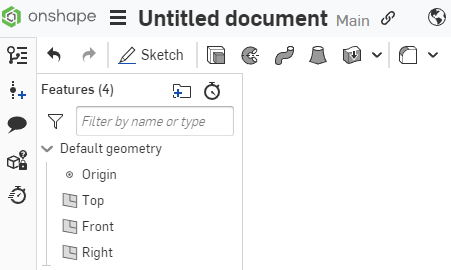 onshape Untitled document Main
Sketch
Features (4)
Filter by name or type
Default geometry
Origin
Top
Front
Right